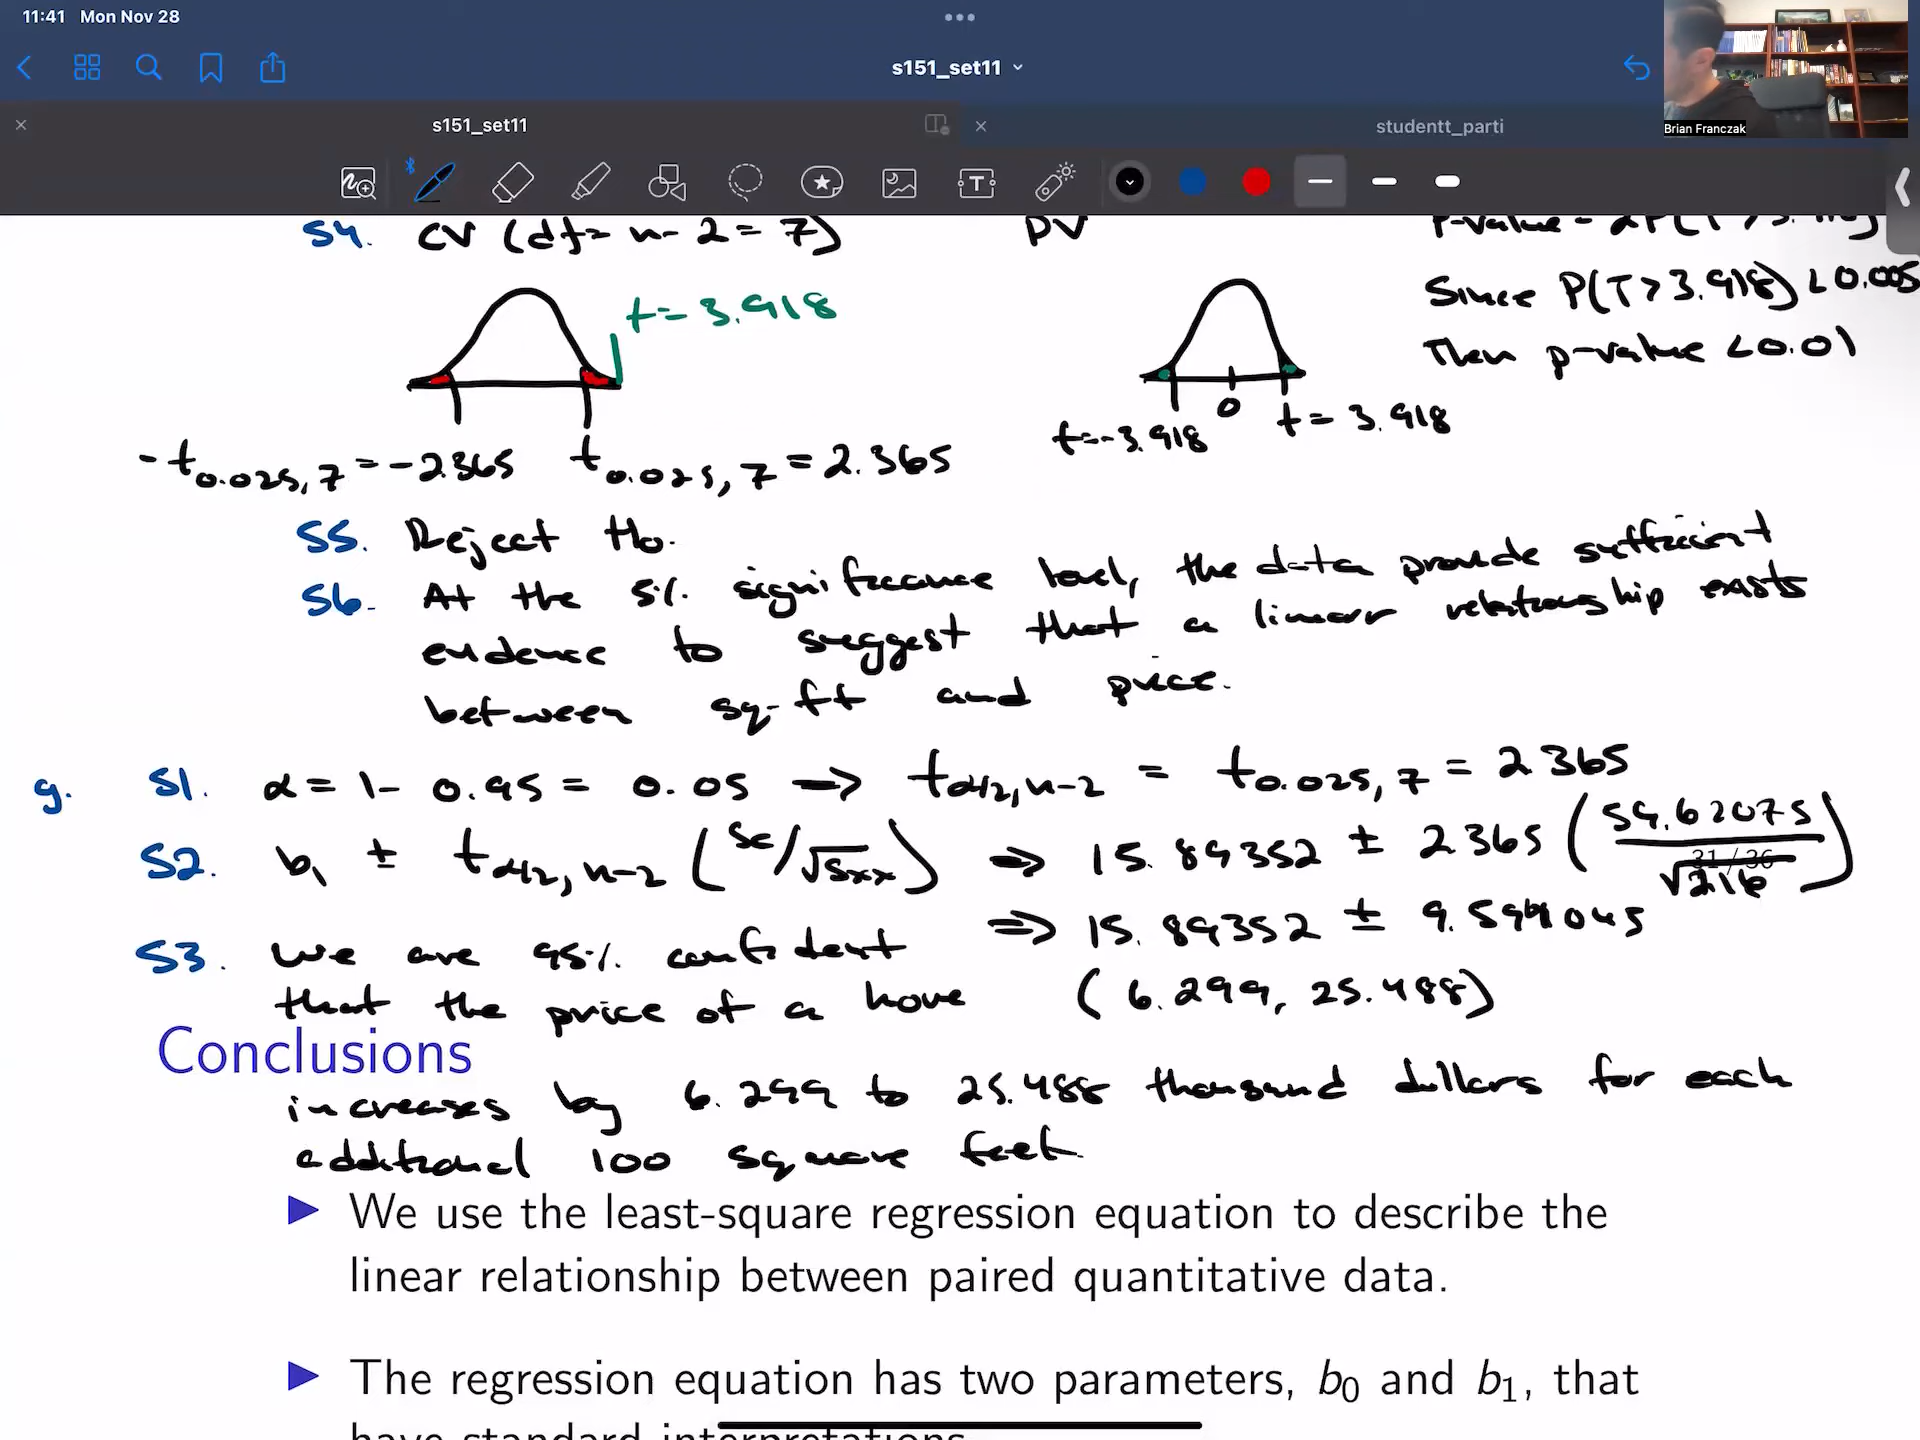 11:41 Mon Nov 28
s151_set11
Brian Franczak
s151_set11
studentt_parti
S4. CV (df = n - 2 = 7)
PV
t = 3.918
Since P(T > 3.918) < 0.005
Then p-value < 0.01
0
t = -3.918
t = 3.918
-t0.025, 7 = -2.365
t0.025, 7 = 2.365
S5. Reject Ho.
S6. At the 5% significance level, the data provide sufficient
evidence to suggest that a linear relationship exists
between sq-ft and price.
g. S1. α = 1 - 0.95 = 0.05 → tα/2, n-2 = t0.025, 7 = 2.365
S2. b1 ± tα/2, n-2 (se/√Sxx) ⇒ 15.89352 ± 2.365 (59.62075/√216)
31 / 36
⇒ 15.89352 ± 9.594045
(6.299, 25.488)
S3. We are 95% confident
that the price of a home
Conclusions
increases by 6.299 to 25.488 thousand dollars for each
additional 100 square feet.
▶ We use the least-square regression equation to describe the
linear relationship between paired quantitative data.
▶ The regression equation has two parameters, b0 and b1, that
have standard interpretations.